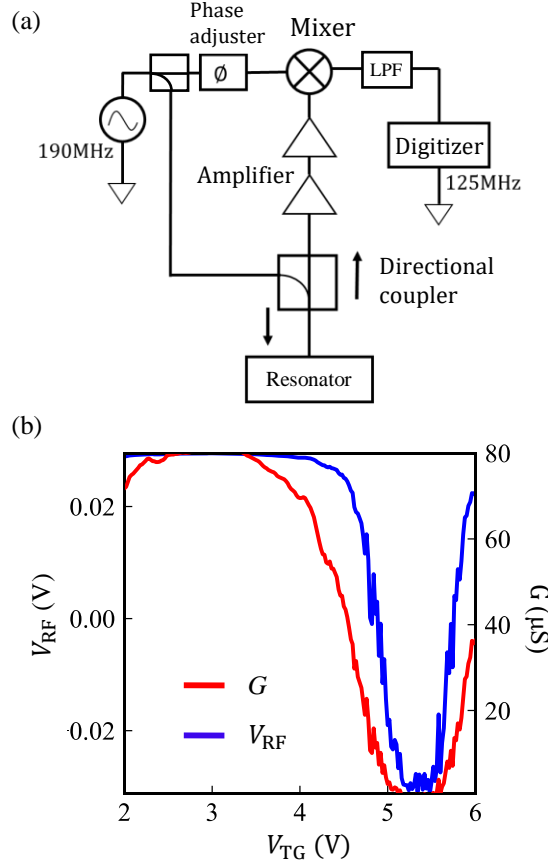 (a)
Phase
adjuster
Mixer
ø
LPF
Digitizer
190MHz
125MHz
Amplifier
Directional
coupler
Resonator
(b)
80
0.02
60
V_RF (V)
0.00
40
G (μS)
G
-0.02
20
V_RF
2
3
4
5
6
V_TG (V)